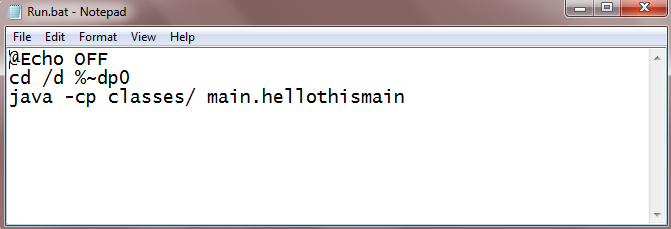 Run.bat - Notepad
File Edit Format View Help
@Echo OFF
cd /d %~dp0
java -cp classes/ main.hellothismain